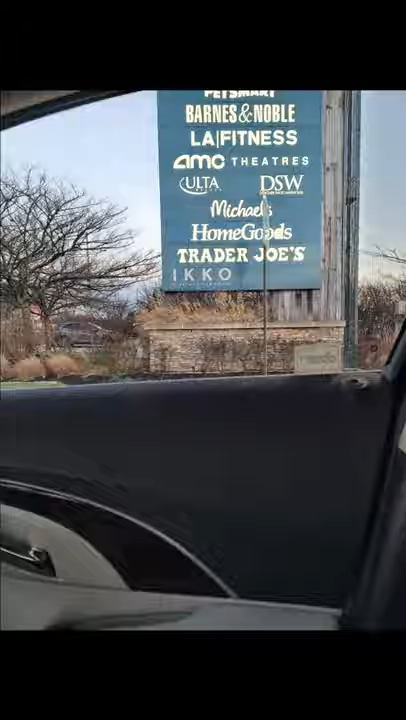 PETSMART
BARNES&NOBLE
LA|FITNESS
amc THEATRES
ULTA
DSW
Michaels
HomeGoods
TRADER JOE'S
IKKO